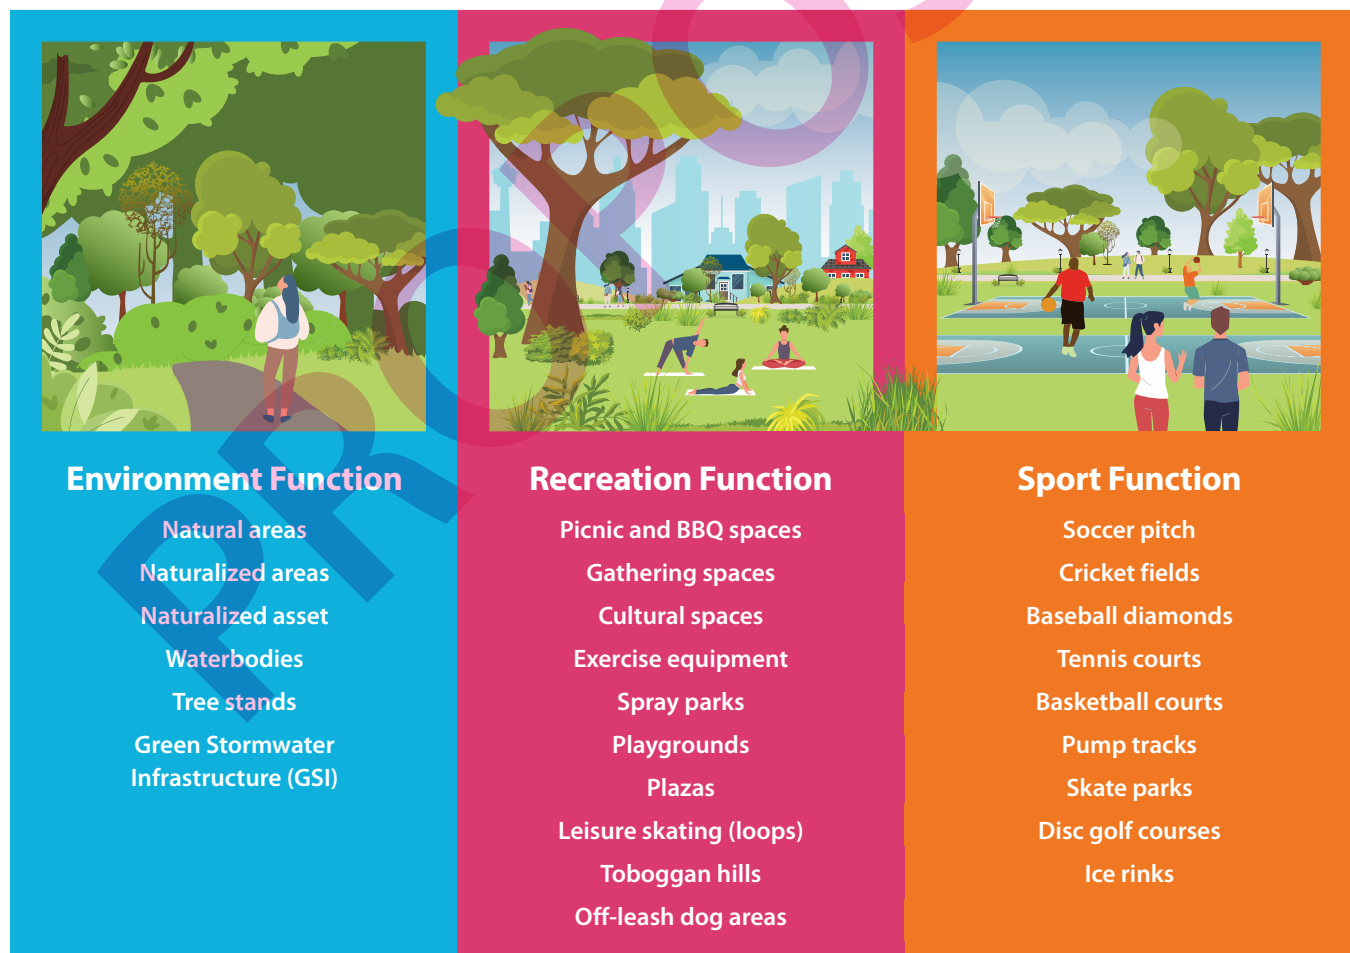 Environment Function
Natural areas
Naturalized areas
Naturalized asset
Waterbodies
Tree stands
Green Stormwater
Infrastructure (GSI)
Recreation Function
Picnic and BBQ spaces
Gathering spaces
Cultural spaces
Exercise equipment
Spray parks
Playgrounds
Plazas
Leisure skating (loops)
Toboggan hills
Off-leash dog areas
Sport Function
Soccer pitch
Cricket fields
Baseball diamonds
Tennis courts
Basketball courts
Pump tracks
Skate parks
Disc golf courses
Ice rinks